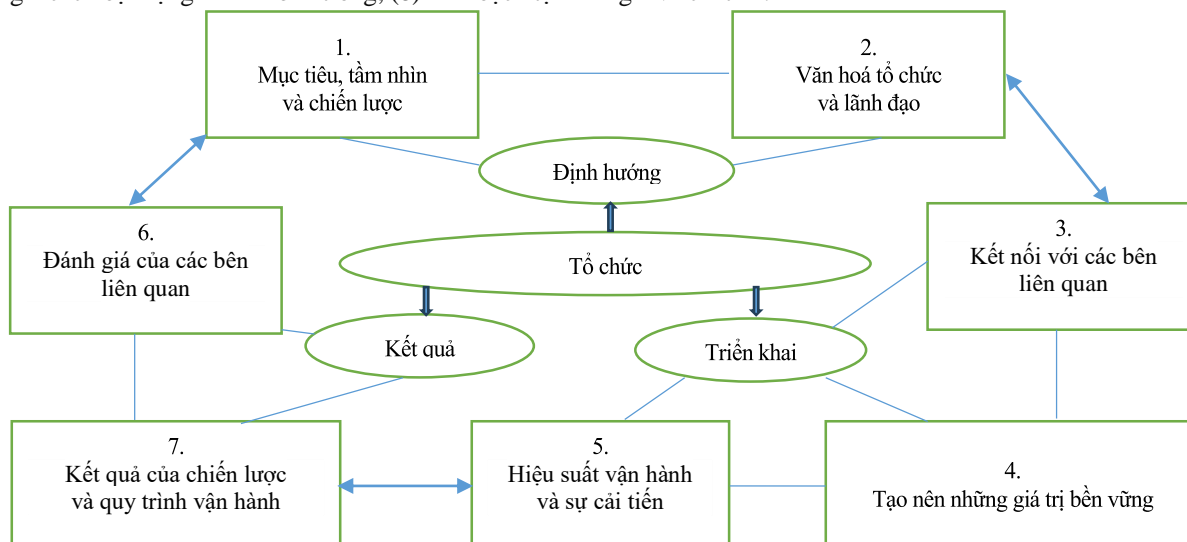 1.
Mục tiêu, tầm nhìn
và chiến lược
2.
Văn hoá tổ chức
và lãnh đạo
Định hướng
6.
Đánh giá của các bên
liên quan
Tổ chức
3.
Kết nối với các bên
liên quan
Kết quả
Triển khai
7.
Kết quả của chiến lược
và quy trình vận hành
5.
Hiệu suất vận hành
và sự cải tiến
4.
Tạo nên những giá trị bền vững